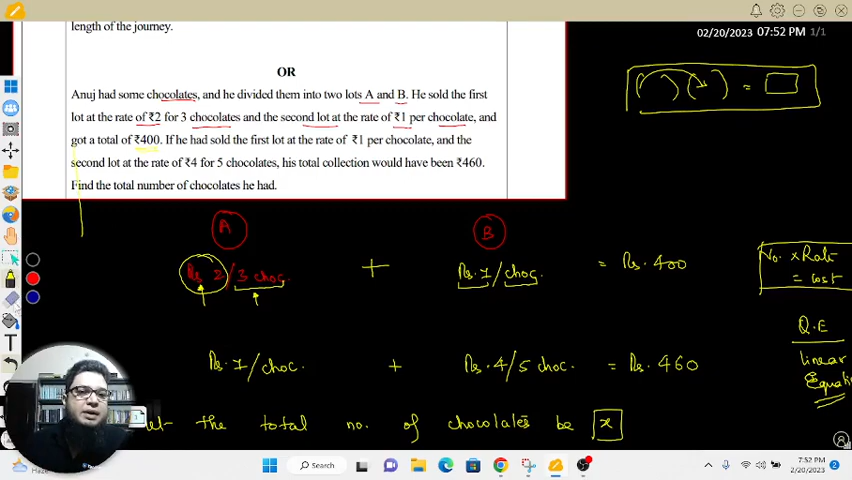 length of the journey.
02/20/2023 07:52 PM 1/1
OR
Anuj had some chocolates, and he divided them into two lots A and B. He sold the first
lot at the rate of ₹2 for 3 chocolates and the second lot at the rate of ₹1 per chocolate, and
got a total of ₹400. If he had sold the first lot at the rate of ₹1 per chocolate, and the
second lot at the rate of ₹4 for 5 chocolates, his total collection would have been ₹460.
Find the total number of chocolates he had.
A
B
Rs 2/3 choc. + Rs. 1/choc. = Rs. 400
No. x Rate
= cost
Q.E
Rs. 1/choc. + Rs. 4/5 choc. = Rs. 460
linear
Equati
let the total no. of chocolates be x
Haze
Search
7:52 PM
2/20/2023